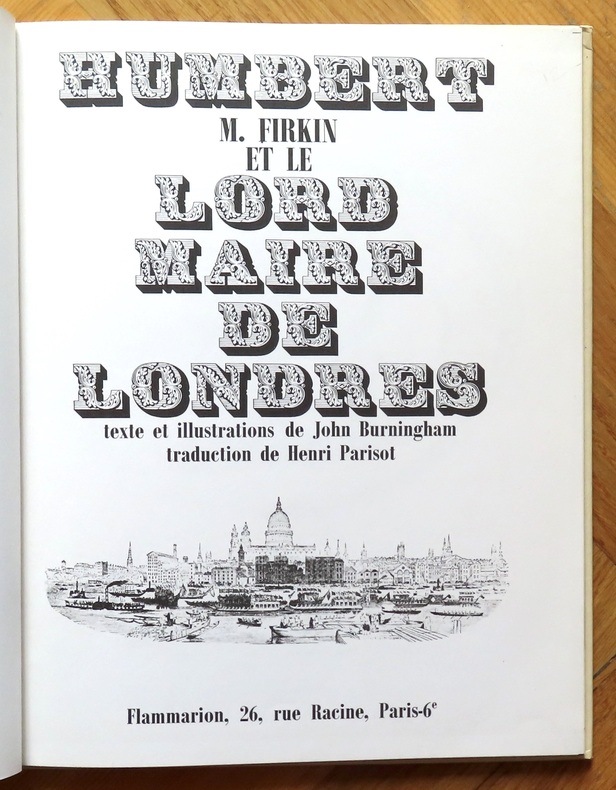 HUMBERT
M. FIRKIN
ET LE
LORD
MAIRE
DE
LONDRES
texte et illustrations de John Burningham
traduction de Henri Parisot
Flammarion, 26, rue Racine, Paris-6e